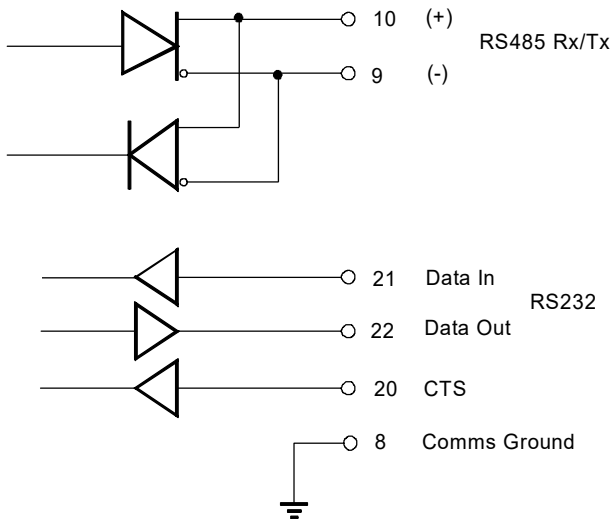 10 (+)
RS485 Rx/Tx
9 (-)
21 Data In
RS232
22 Data Out
20 CTS
8 Comms Ground